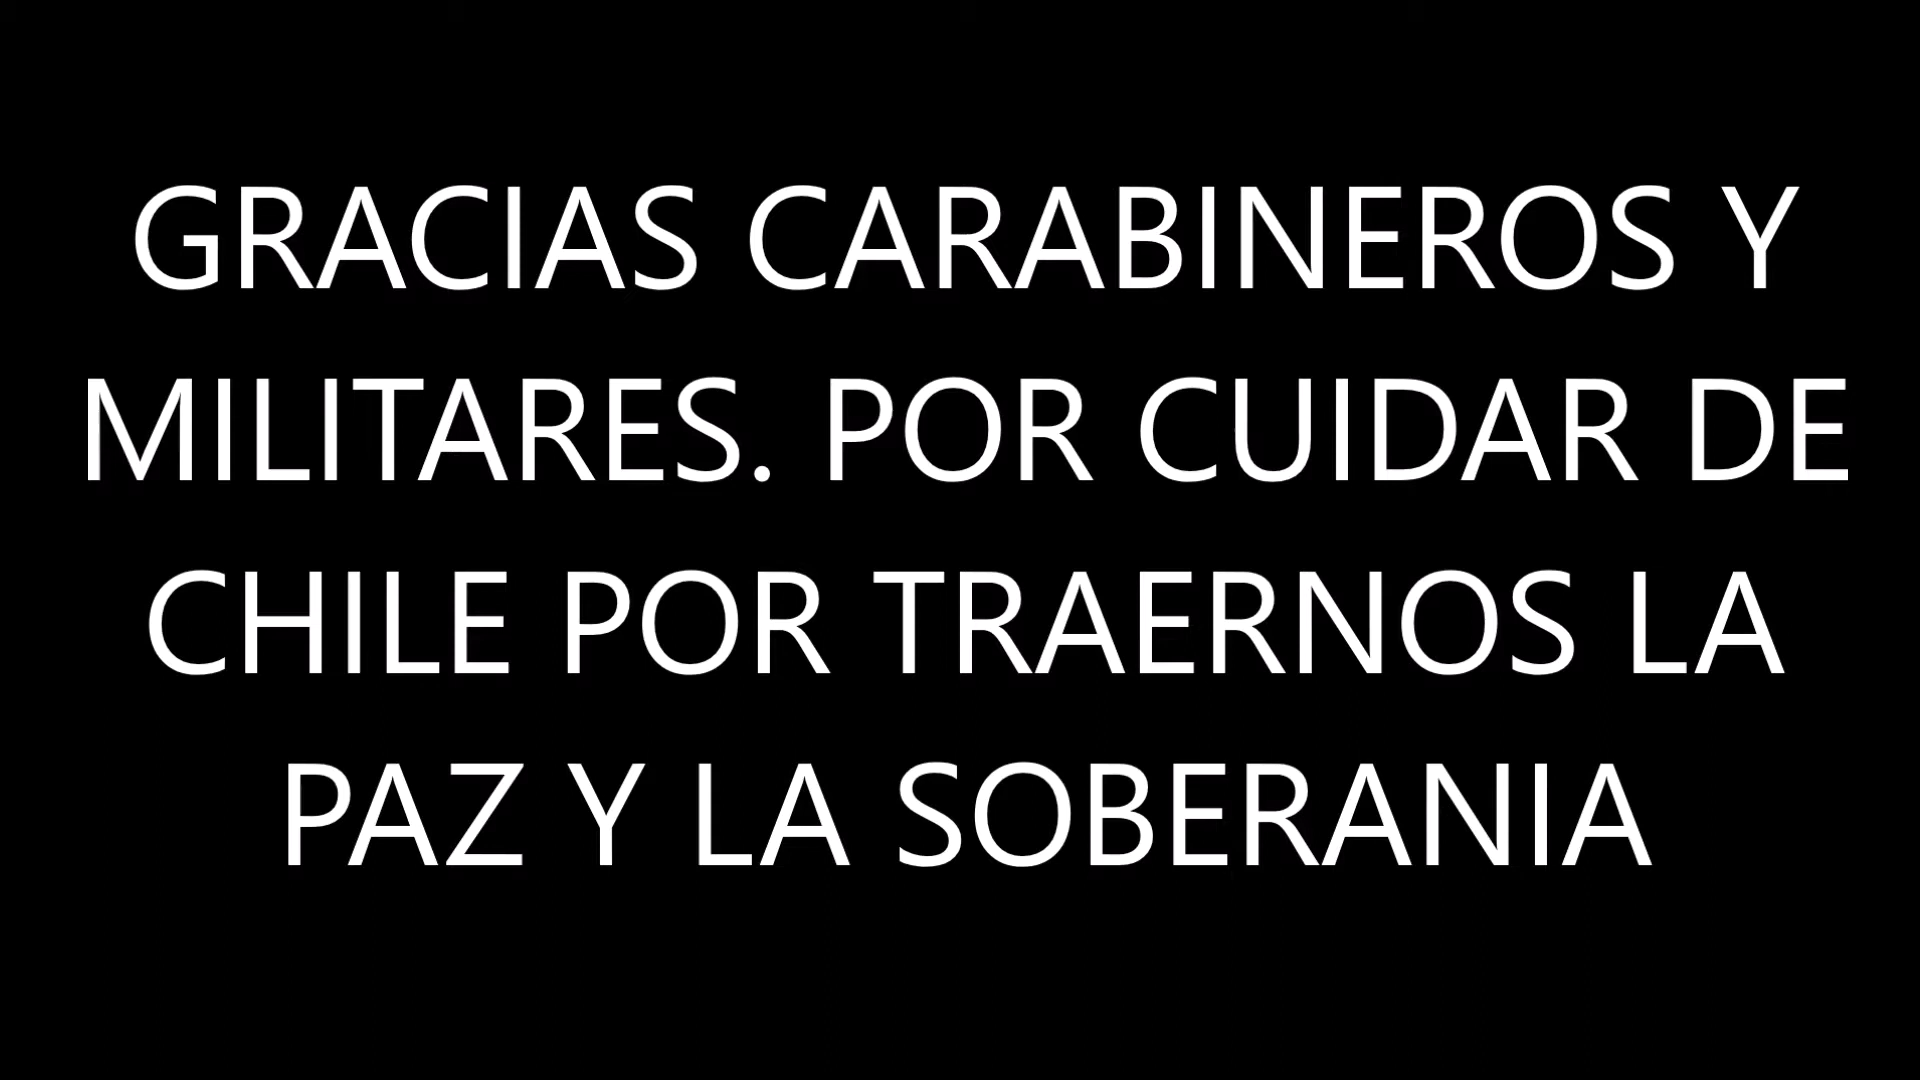 GRACIAS CARABINEROS Y
MILITARES. POR CUIDAR DE
CHILE POR TRAERNOS LA
PAZ Y LA SOBERANIA